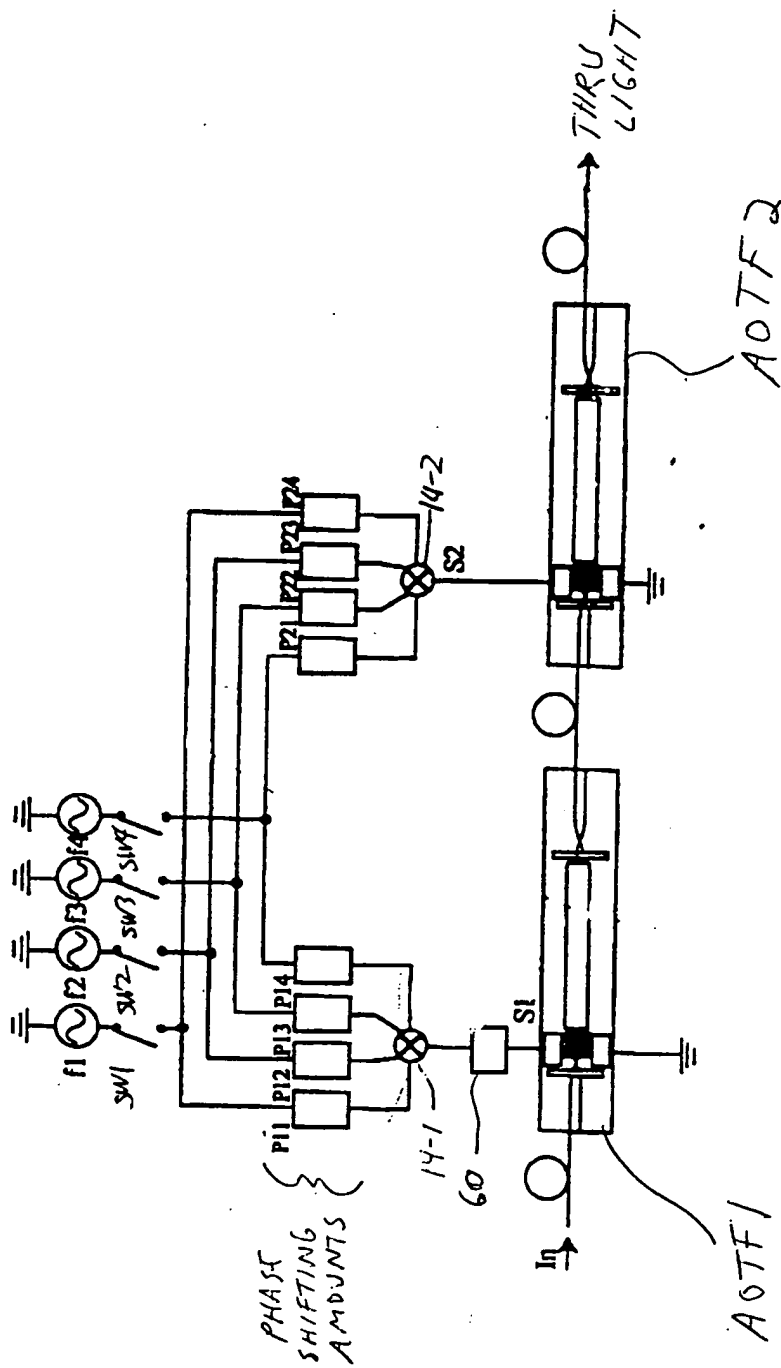 f1
f2
f3
f4
SW1
SW2
SW3
SW4
PHASE
SHIFTING
AMOUNTS
P11
P12
P13
P14
P21
P22
P23
P24
14-1
14-2
60
S1
S2
In
THRU
LIGHT
AOTF1
AOTF2